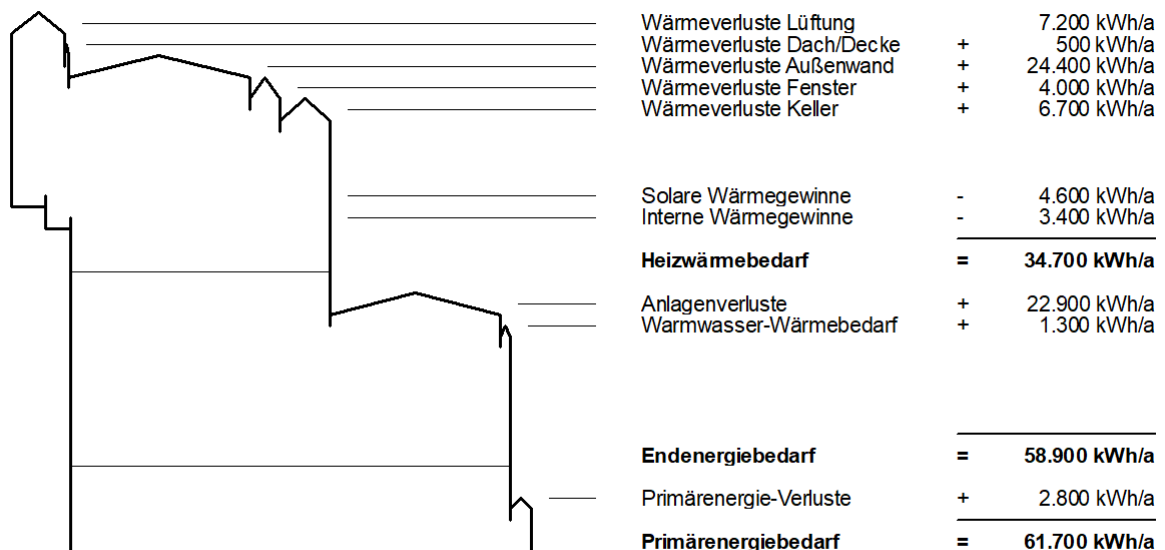 Wärmeverluste Lüftung 7.200 kWh/a
Wärmeverluste Dach/Decke + 500 kWh/a
Wärmeverluste Außenwand + 24.400 kWh/a
Wärmeverluste Fenster + 4.000 kWh/a
Wärmeverluste Keller + 6.700 kWh/a
Solare Wärmegewinne - 4.600 kWh/a
Interne Wärmegewinne - 3.400 kWh/a
Heizwärmebedarf = 34.700 kWh/a
Anlagenverluste + 22.900 kWh/a
Warmwasser-Wärmebedarf + 1.300 kWh/a
Endenergiebedarf = 58.900 kWh/a
Primärenergie-Verluste + 2.800 kWh/a
Primärenergiebedarf = 61.700 kWh/a